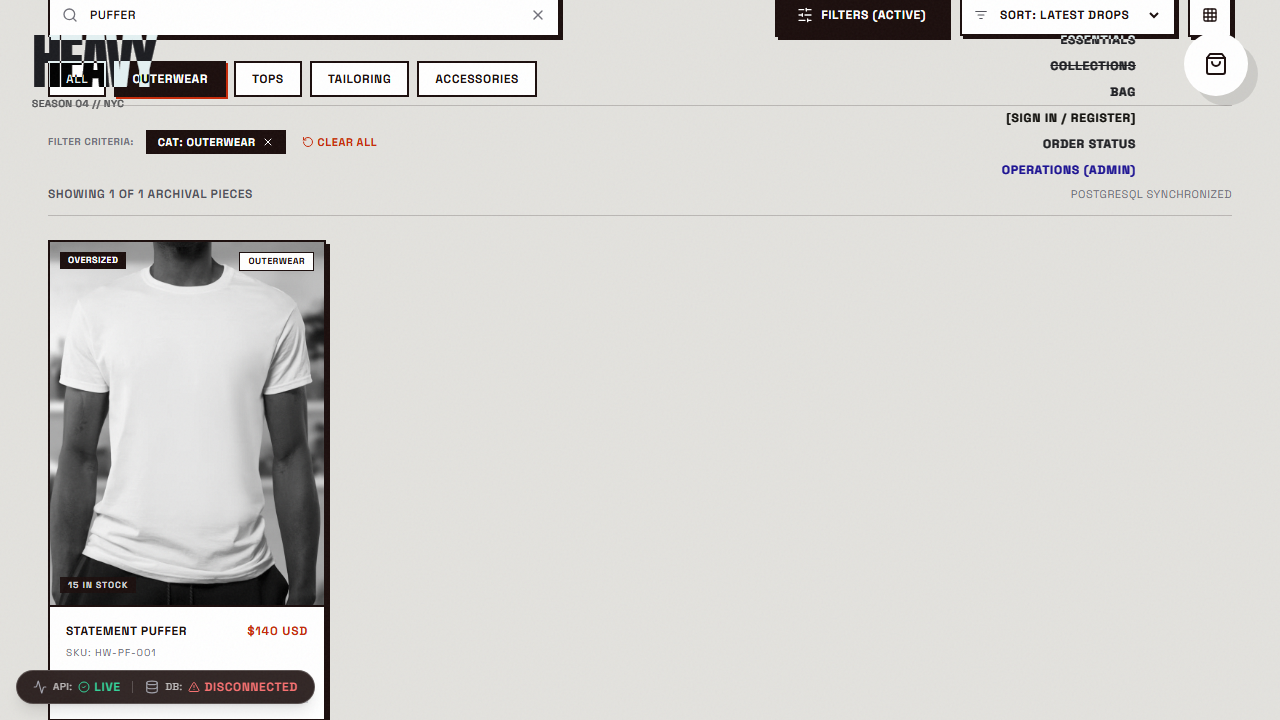 PUFFER
FILTERS (ACTIVE)
SORT: LATEST DROPS
HEAVY
ESSENTIALS
ALL
OUTERWEAR
TOPS
TAILORING
ACCESSORIES
COLLECTIONS
BAG
SEASON 04 // NYC
[SIGN IN / REGISTER]
ORDER STATUS
OPERATIONS (ADMIN)
FILTER CRITERIA:
CAT: OUTERWEAR
CLEAR ALL
SHOWING 1 OF 1 ARCHIVAL PIECES
POSTGRESQL SYNCHRONIZED
OVERSIZED
OUTERWEAR
15 IN STOCK
STATEMENT PUFFER
$140 USD
SKU: HW-PF-001
API: LIVE
DB: DISCONNECTED